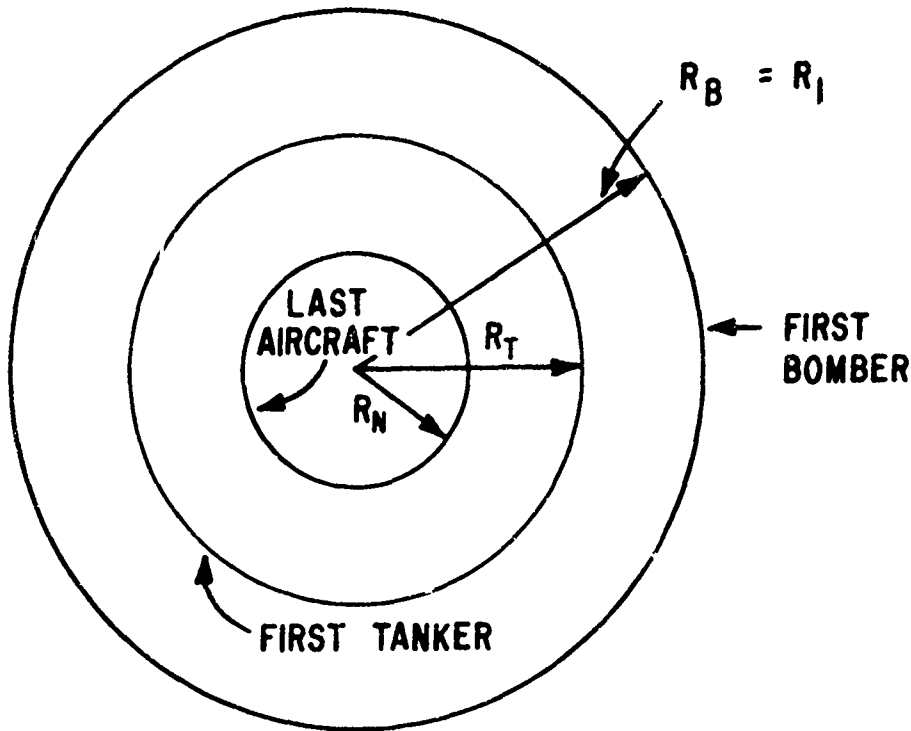 R_B = R_1
LAST
AIRCRAFT
R_T
R_N
FIRST
BOMBER
FIRST TANKER